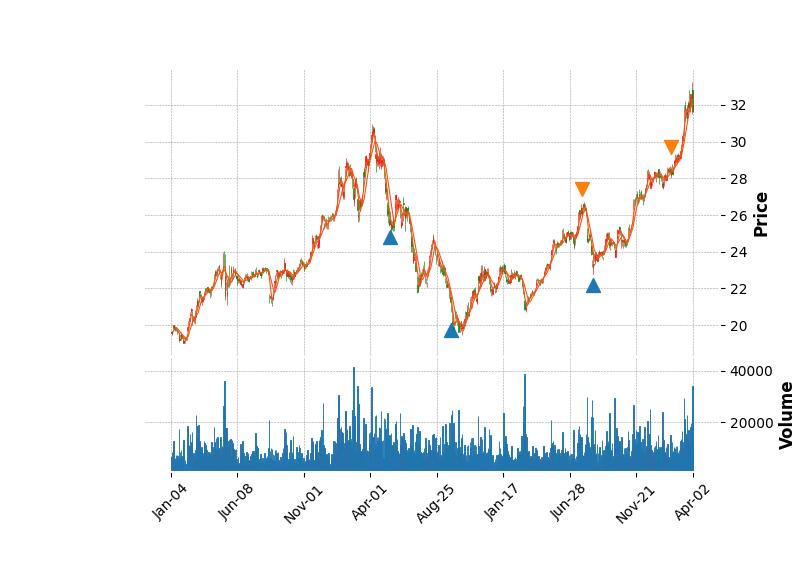 32
30
28
26
24
22
20
Price
40000
20000
Volume
Jan-04
Jun-08
Nov-01
Apr-01
Aug-25
Jan-17
Jun-28
Nov-21
Apr-02